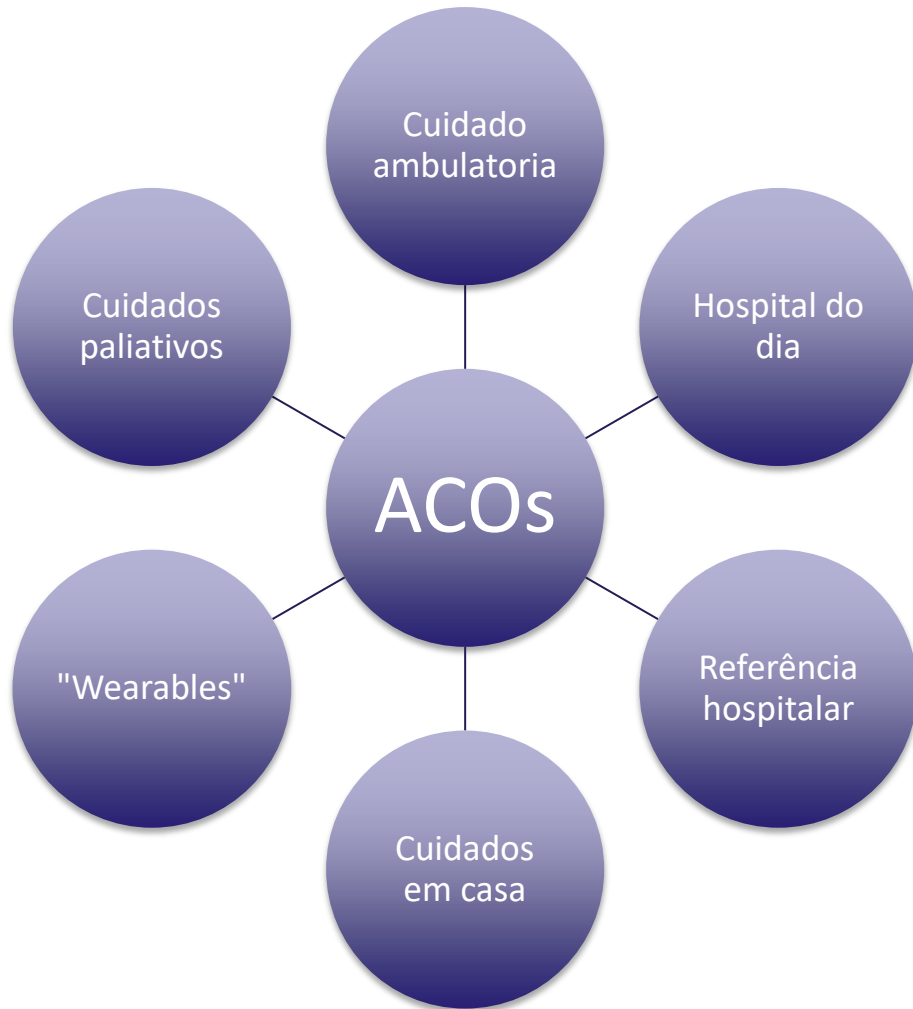 Cuidado
ambulatoria
Cuidados
paliativos
Hospital do
dia
ACOs
"Wearables"
Referência
hospitalar
Cuidados
em casa